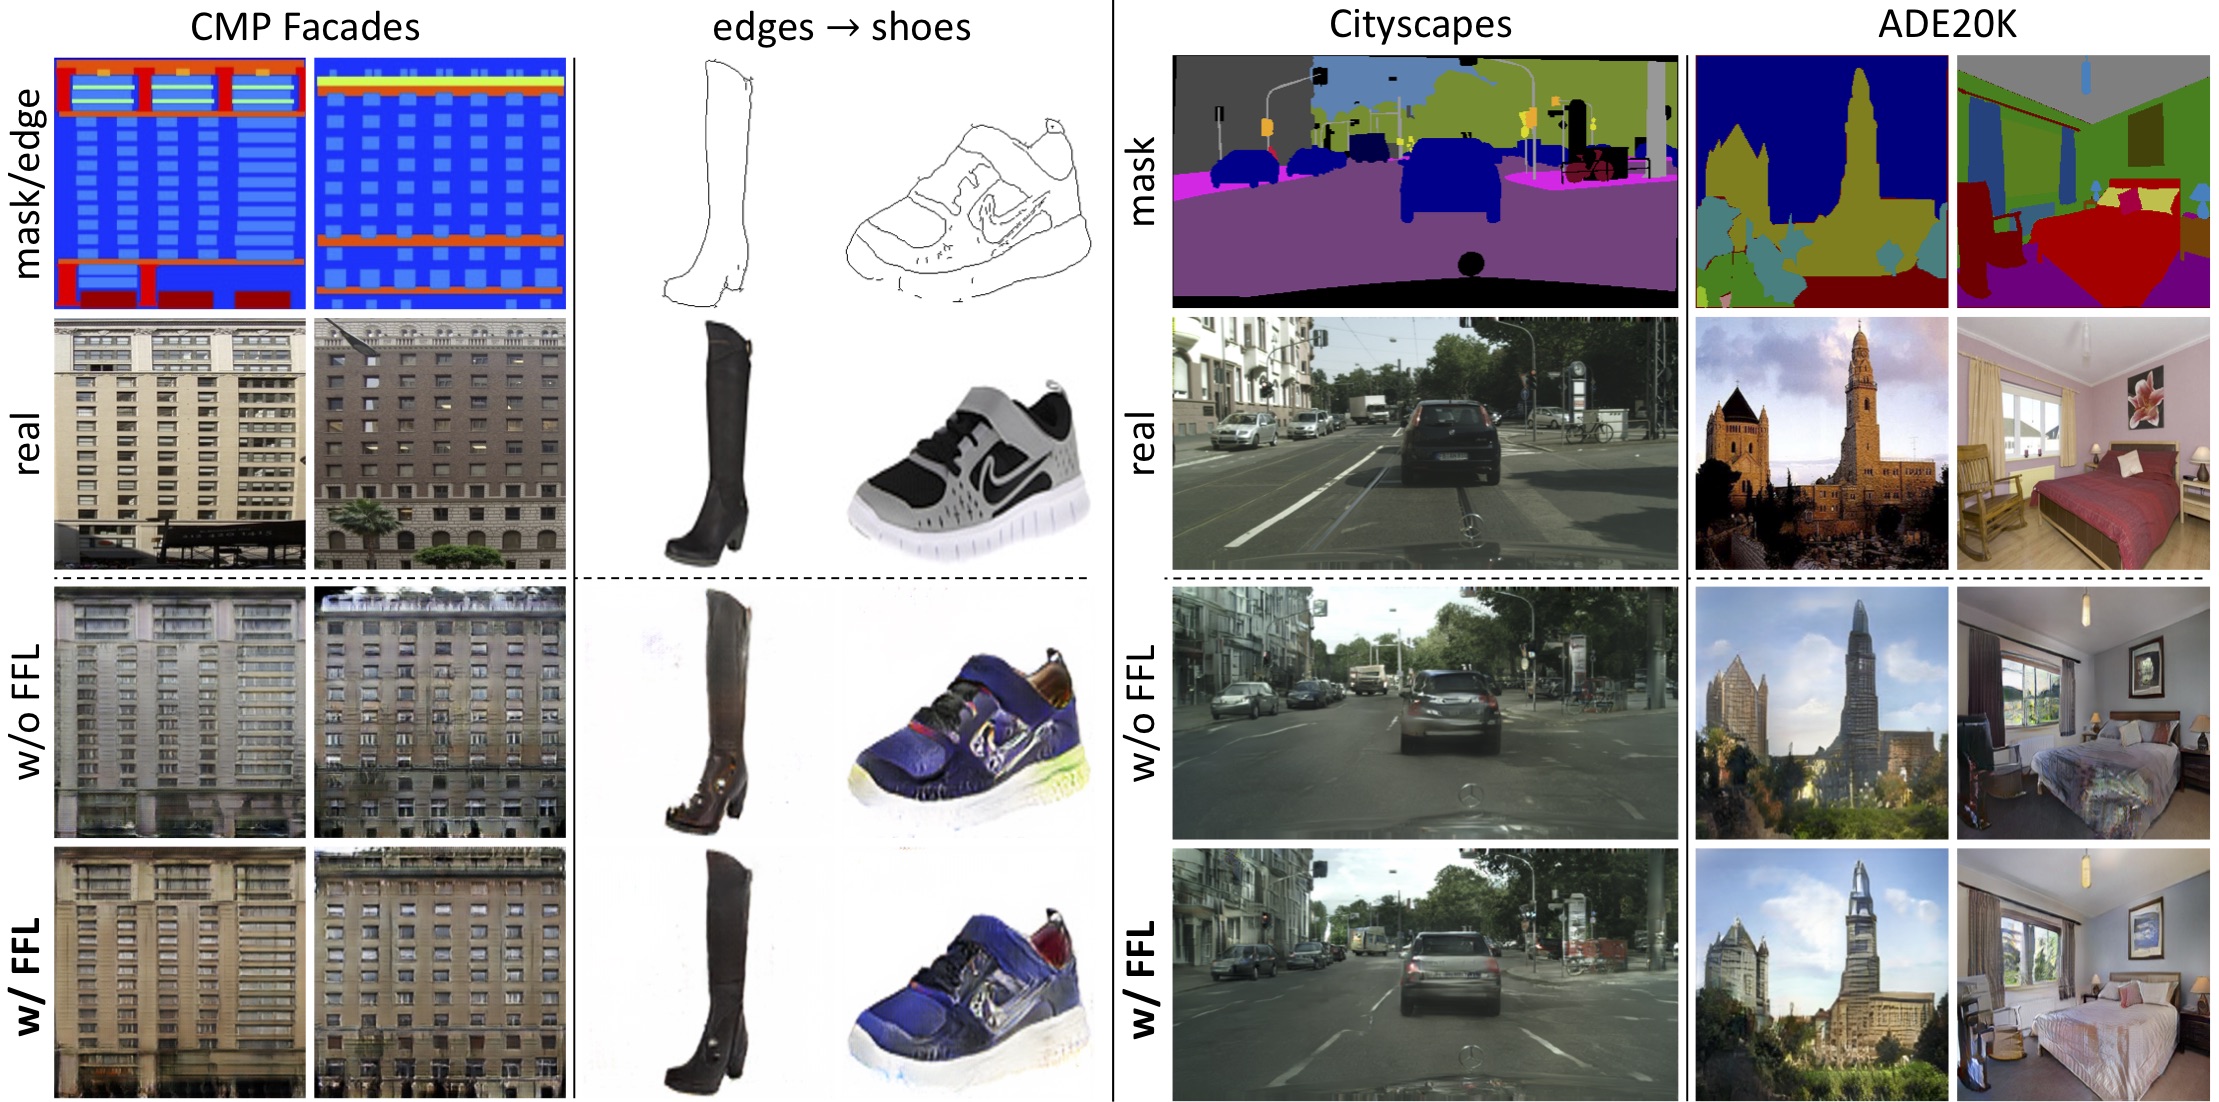 CMP Facades
edges → shoes
Cityscapes
ADE20K
mask/edge
real
w/o FFL
w/ FFL
mask
real
w/o FFL
w/ FFL